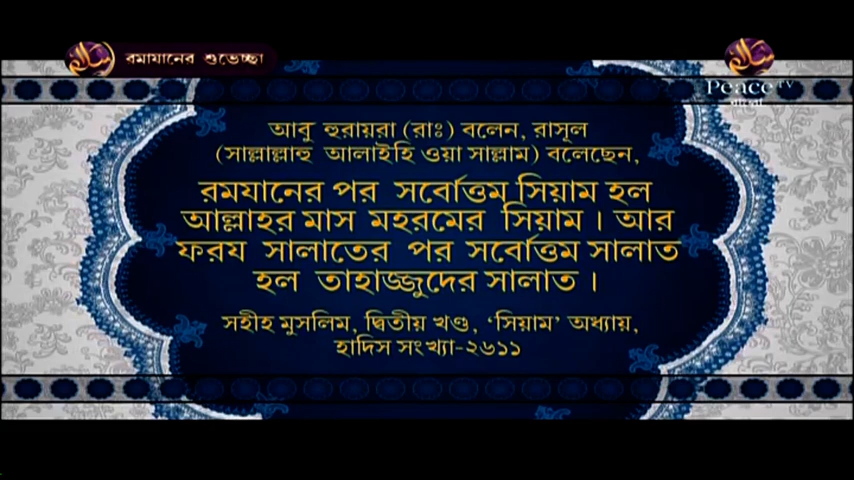 রমাযানের শুভেচ্ছা
Peace TV
বাংলা
আবু হুরায়রা (রাঃ) বলেন, রাসূল
(সাল্লাল্লাহু আলাইহি ওয়া সাল্লাম) বলেছেন,
রমযানের পর সর্বোত্তম সিয়াম হল
আল্লাহর মাস মহরমের সিয়াম । আর
ফরয সালাতের পর সর্বোত্তম সালাত
হল তাহাজ্জুদের সালাত ।
সহীহ মুসলিম, দ্বিতীয় খণ্ড, ‘সিয়াম’ অধ্যায়,
হাদিস সংখ্যা-২৬১১